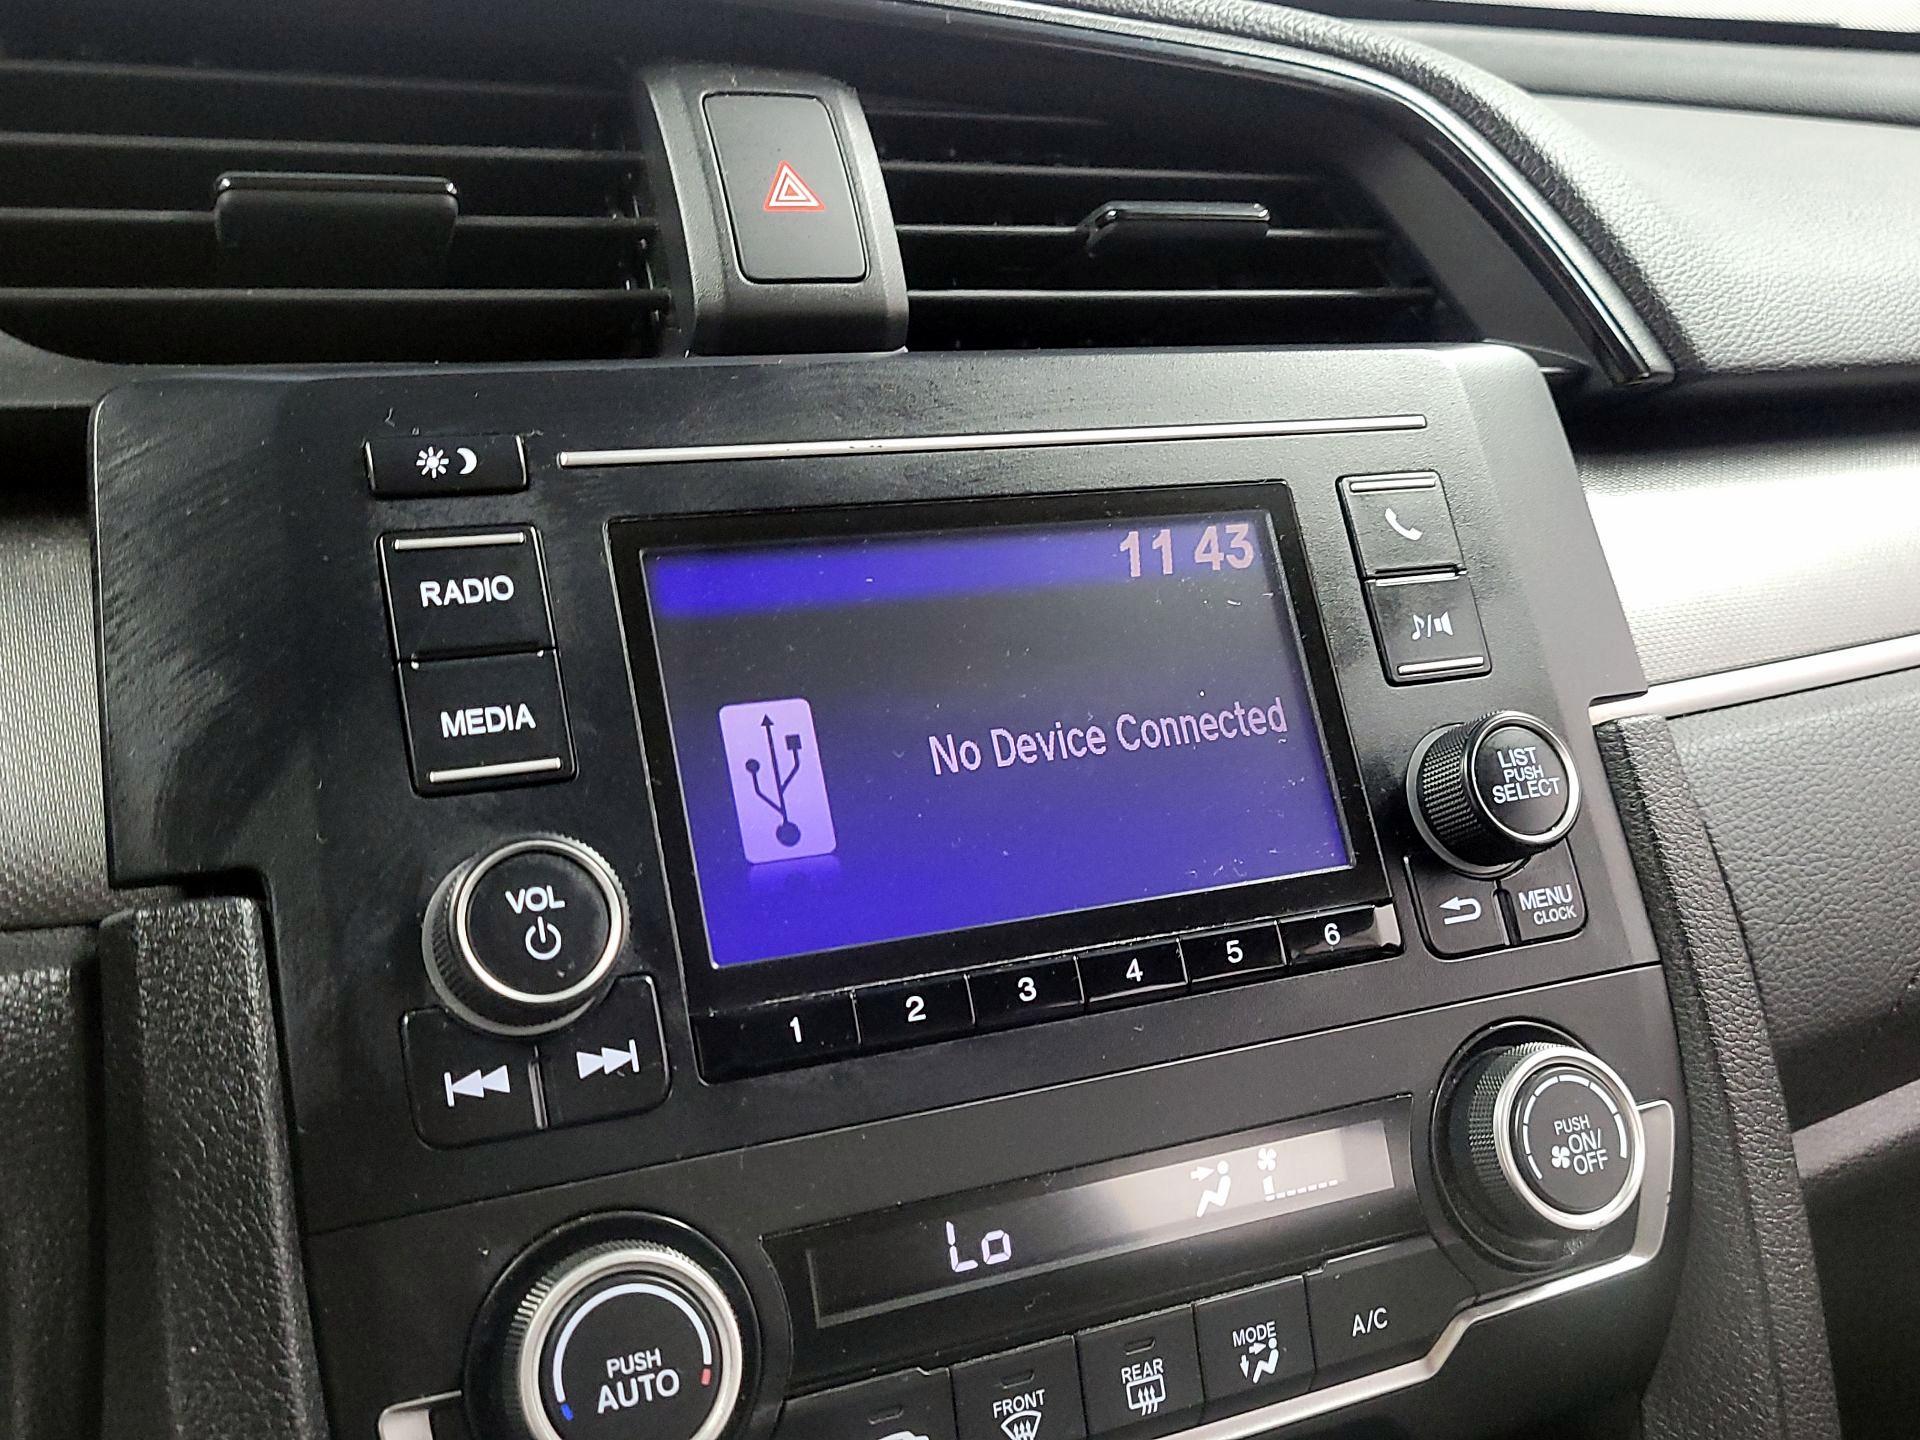 11 43
RADIO
MEDIA
No Device Connected
LIST
PUSH
SELECT
VOL
MENU
CLOCK
1 2 3 4 5 6
PUSH
ON/
OFF
Lo
PUSH
AUTO
FRONT
REAR
MODE
A/C